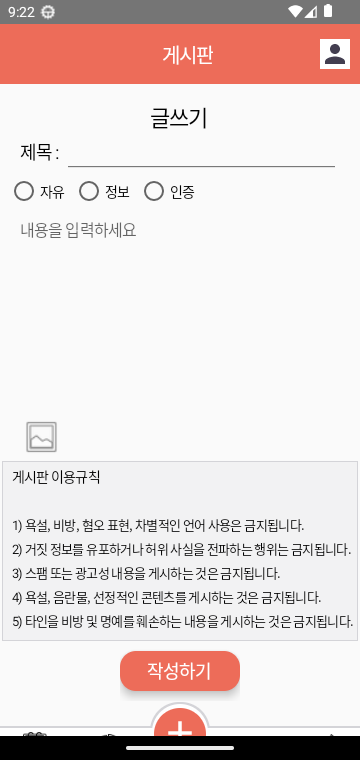 9:22
게시판
글쓰기
제목 :
자유 정보 인증
내용을 입력하세요
게시판 이용규칙
1) 욕설, 비방, 혐오 표현, 차별적인 언어 사용은 금지됩니다.
2) 거짓 정보를 유포하거나 허위 사실을 전파하는 행위는 금지됩니다.
3) 스팸 또는 광고성 내용을 게시하는 것은 금지됩니다.
4) 욕설, 음란물, 선정적인 콘텐츠를 게시하는 것은 금지됩니다.
5) 타인을 비방 및 명예를 훼손하는 내용을 게시하는 것은 금지됩니다.
작성하기